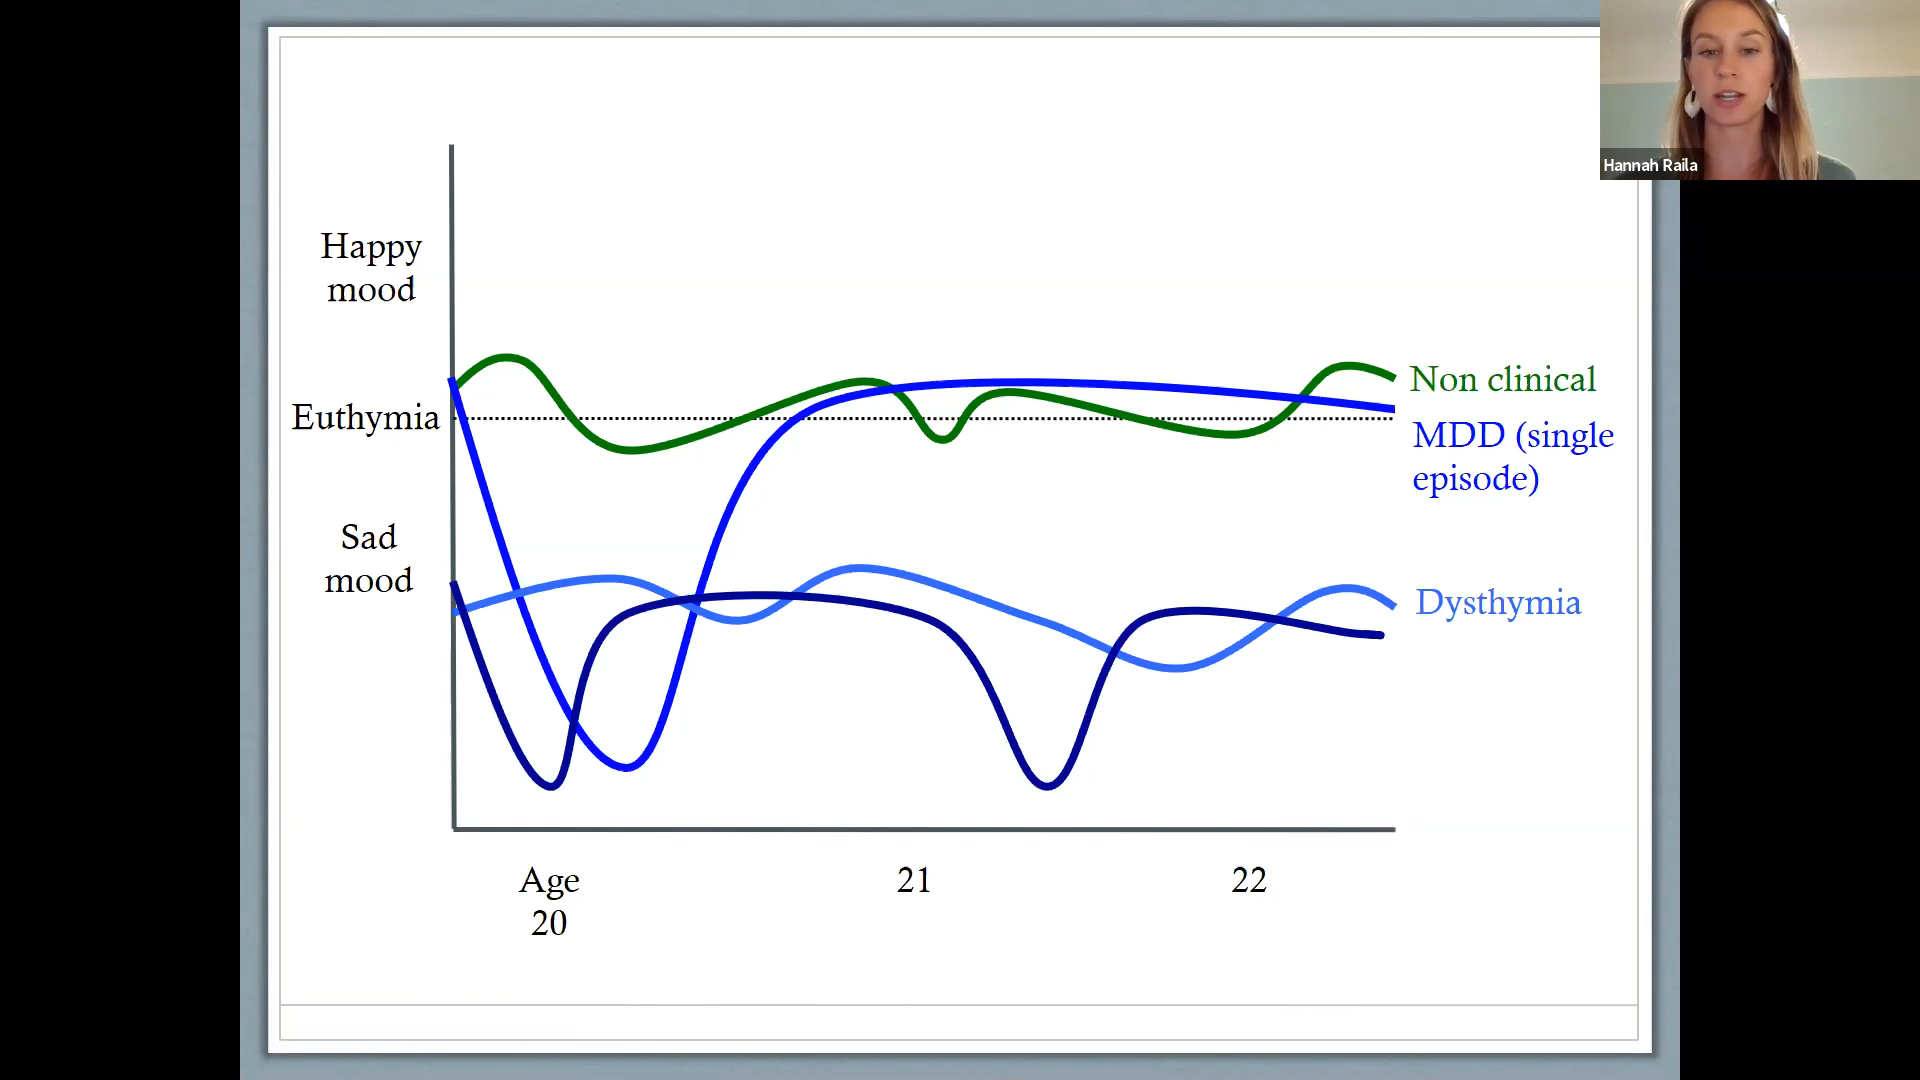 Hannah Raila
Happy
mood
Euthymia
Sad
mood
Non clinical
MDD (single
episode)
Dysthymia
Age
20
21
22